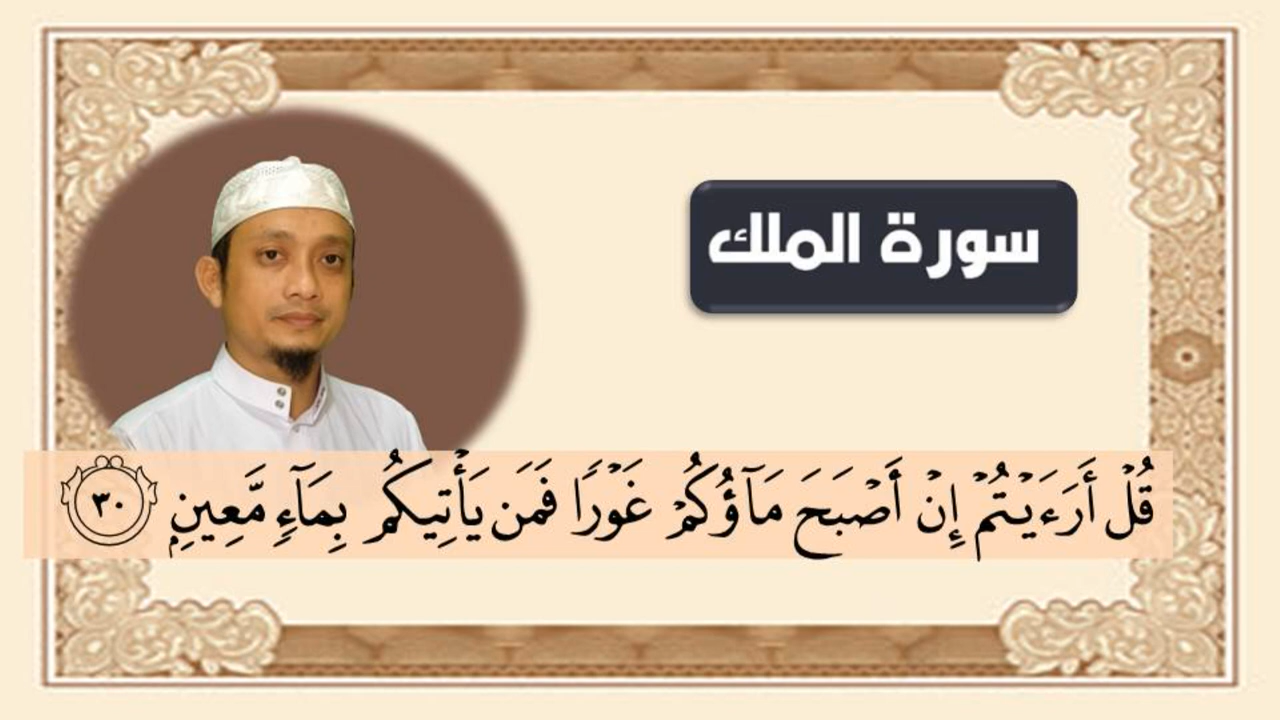 سورة الملك
قُلْ أَرَءَيْتُمْ إِنْ أَصْبَحَ مَآؤُكُمْ غَوْرًا فَمَن يَأْتِيكُم بِمَآءٍ مَّعِينٍۭ ٣٠